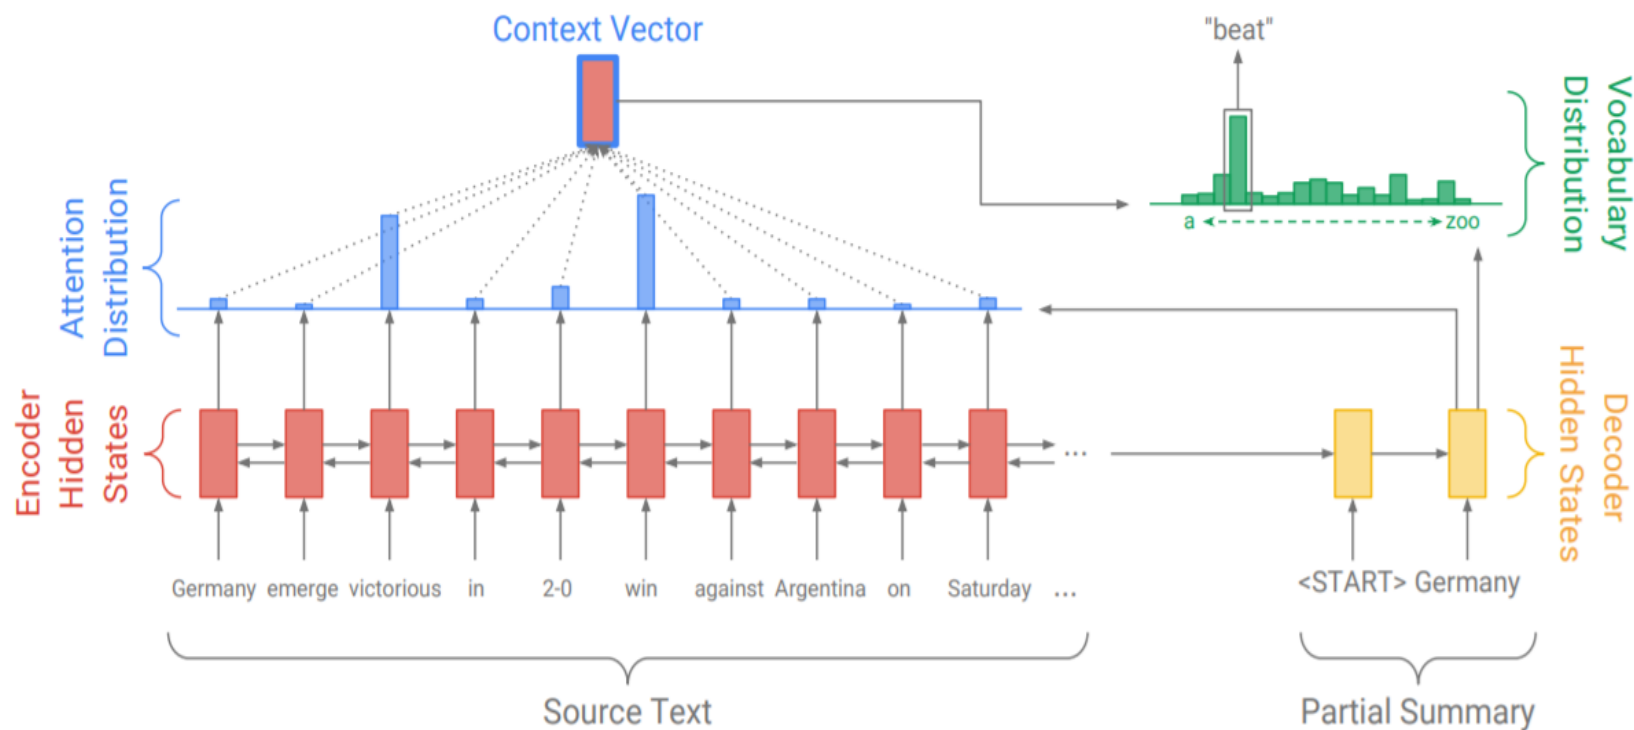 Context Vector
"beat"
a
zoo
Vocabulary
Distribution
Attention
Distribution
Encoder
Hidden
States
...
Decoder
Hidden States
Germany emerge victorious in 2-0 win against Argentina on Saturday ...
<START> Germany
Source Text
Partial Summary